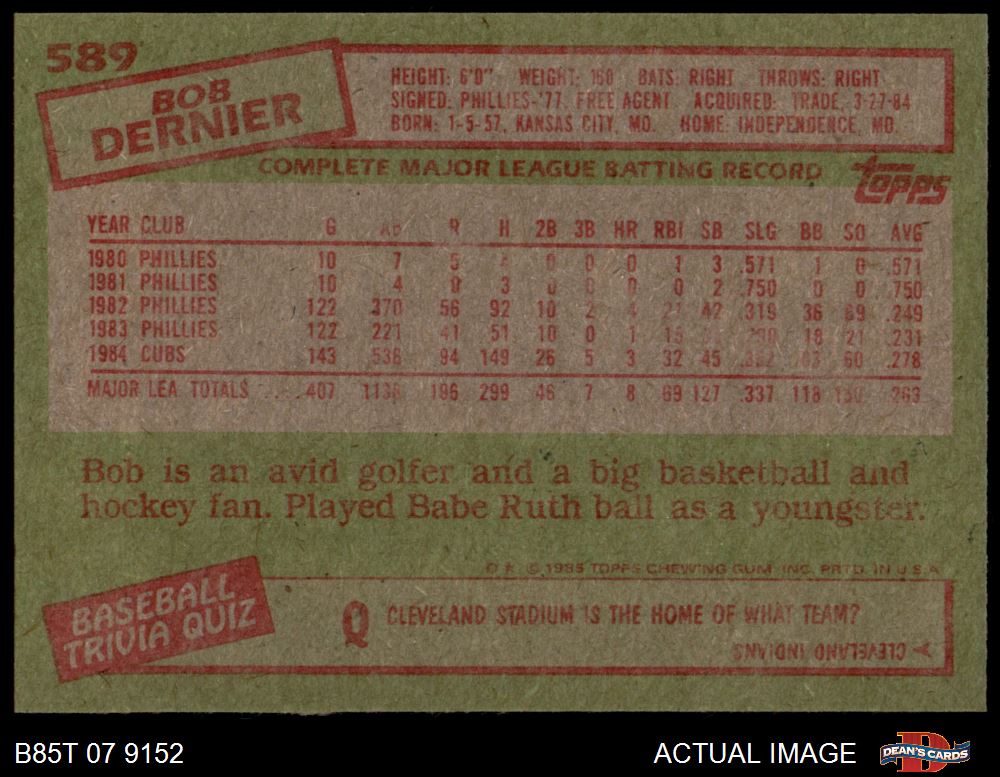 589
BOB
DERNIER
HEIGHT: 6'0" WEIGHT: 160 BATS: RIGHT THROWS: RIGHT
SIGNED: PHILLIES-'77, FREE AGENT ACQUIRED: TRADE, 3-27-84
BORN: 1-5-57, KANSAS CITY, MO. HOME: INDEPENDENCE, MO.
COMPLETE MAJOR LEAGUE BATTING RECORD
TOPPS
YEAR CLUB G AB R H 2B 3B HR RBI SB SLG BB SO AVG
1980 PHILLIES 10 7 5 0 0 0 1 3 .571 1 0 .571
1981 PHILLIES 10 4 0 3 0 0 0 0 2 .750 0 0 .750
1982 PHILLIES 122 370 56 92 10 2 4 21 42 .319 36 69 .249
1983 PHILLIES 122 221 41 51 10 0 1 15 18 21 .231
1984 CUBS 143 536 94 149 26 5 3 32 45 60 .278
MAJOR LEA TOTALS ....407 196 299 46 7 8 69 127 .337 118 .263
Bob is an avid golfer and a big basketball and
hockey fan. Played Babe Ruth ball as a youngster.
© 1985 TOPPS CHEWING GUM, INC. PRTD. IN U.S.A.
BASEBALL
TRIVIA QUIZ
Q CLEVELAND STADIUM IS THE HOME OF WHAT TEAM?
A CLEVELAND INDIANS
B85T 07 9152
ACTUAL IMAGE
DEAN'S CARDS